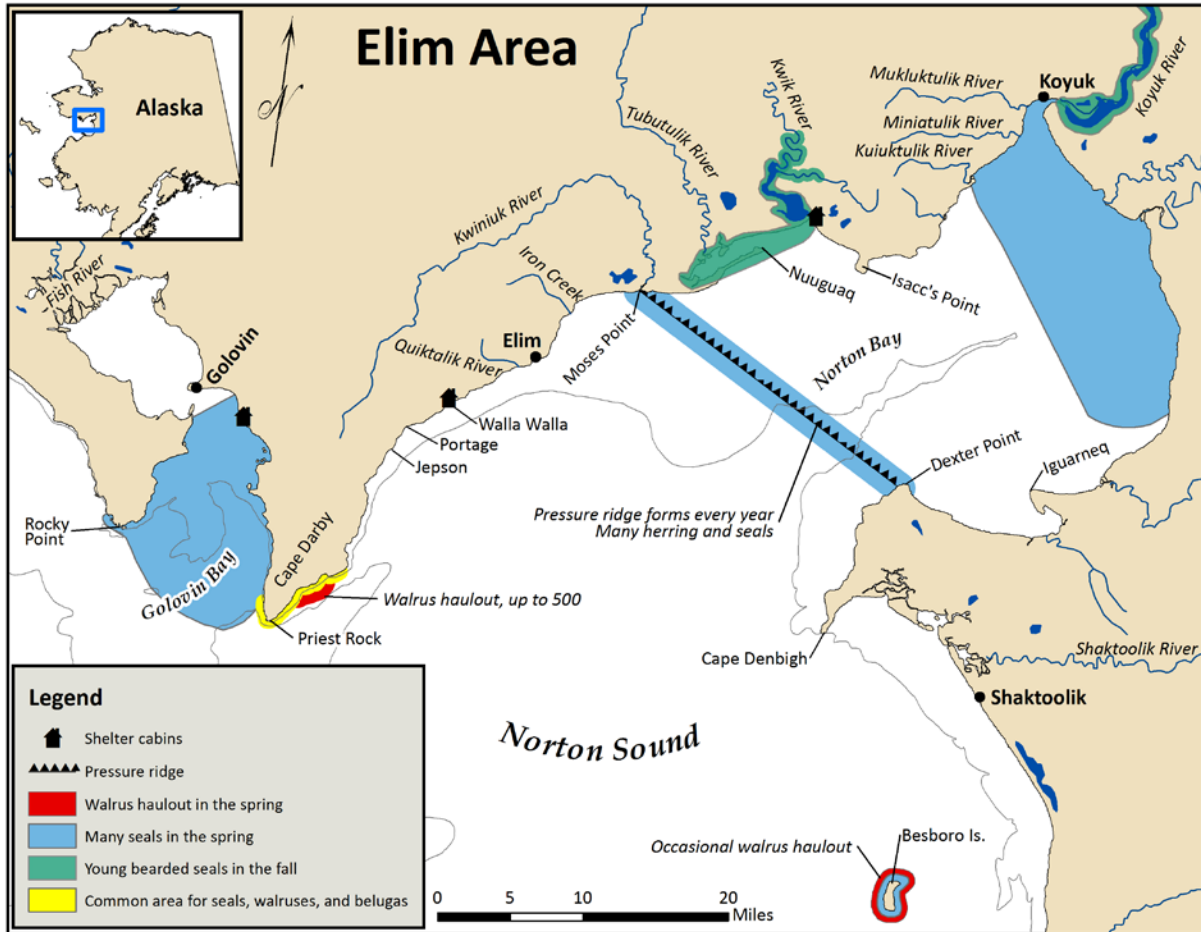 Elim Area
Alaska
Mukluktulik River
Koyuk
Koyuk River
Miniatulik River
Kuiuktulik River
Kwik River
Tubutulik River
Kwiniuk River
Iron Creek
Fish River
Nuuguaq
Isacc's Point
Moses Point
Elim
Quiktalik River
Golovin
Norton Bay
Walla Walla
Portage
Jepson
Dexter Point
Iguarneq
Rocky
Point
Pressure ridge forms every year
Many herring and seals
Golovin Bay
Cape Darby
Walrus haulout, up to 500
Priest Rock
Cape Denbigh
Shaktoolik River
Shaktoolik
Norton Sound
Legend
Shelter cabins
Pressure ridge
Walrus haulout in the spring
Many seals in the spring
Young bearded seals in the fall
Common area for seals, walruses, and belugas
Besboro Is.
Occasional walrus haulout
0 5 10 20
Miles